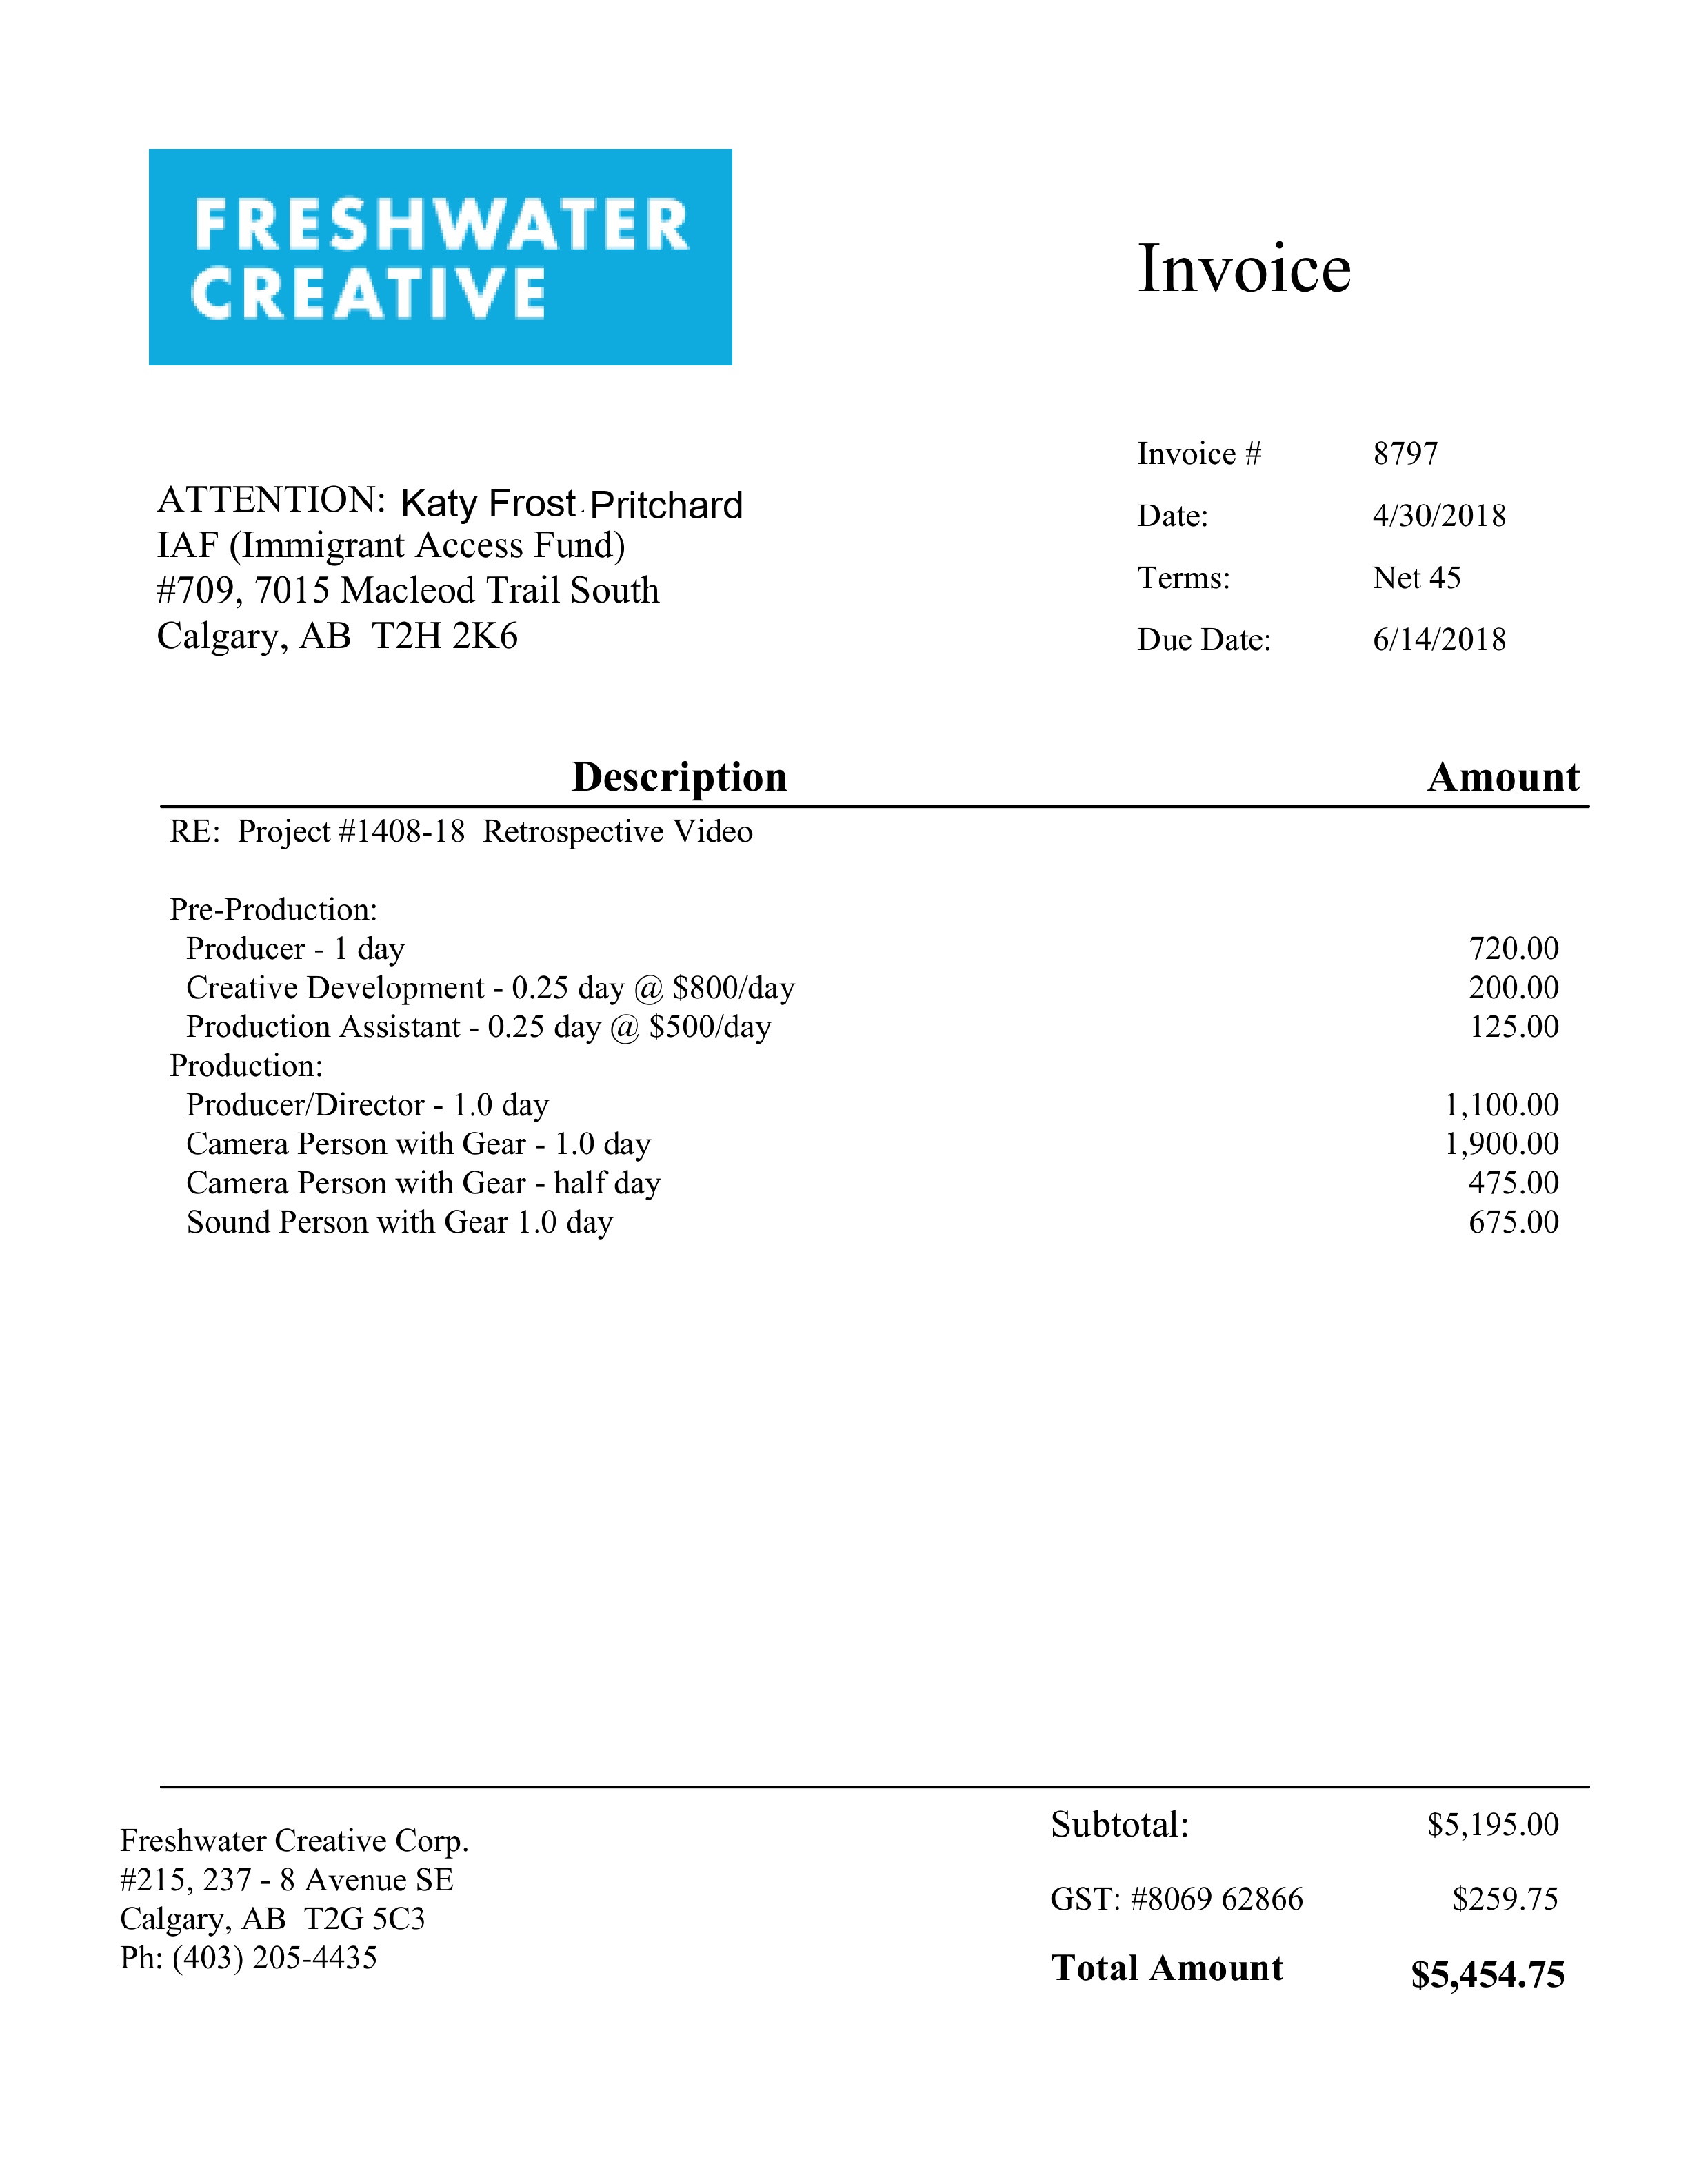 FRESHWATER
CREATIVE
Invoice
Invoice # 8797
Date: 4/30/2018
Terms: Net 45
Due Date: 6/14/2018
ATTENTION: Katy Frost Pritchard
IAF (Immigrant Access Fund)
#709, 7015 Macleod Trail South
Calgary, AB T2H 2K6
Description Amount
RE: Project #1408-18 Retrospective Video
Pre-Production:
Producer - 1 day 720.00
Creative Development - 0.25 day @ $800/day 200.00
Production Assistant - 0.25 day @ $500/day 125.00
Production:
Producer/Director - 1.0 day 1,100.00
Camera Person with Gear - 1.0 day 1,900.00
Camera Person with Gear - half day 475.00
Sound Person with Gear 1.0 day 675.00
Freshwater Creative Corp.
#215, 237 - 8 Avenue SE
Calgary, AB T2G 5C3
Ph: (403) 205-4435
Subtotal: $5,195.00
GST: #8069 62866 $259.75
Total Amount $5,454.75